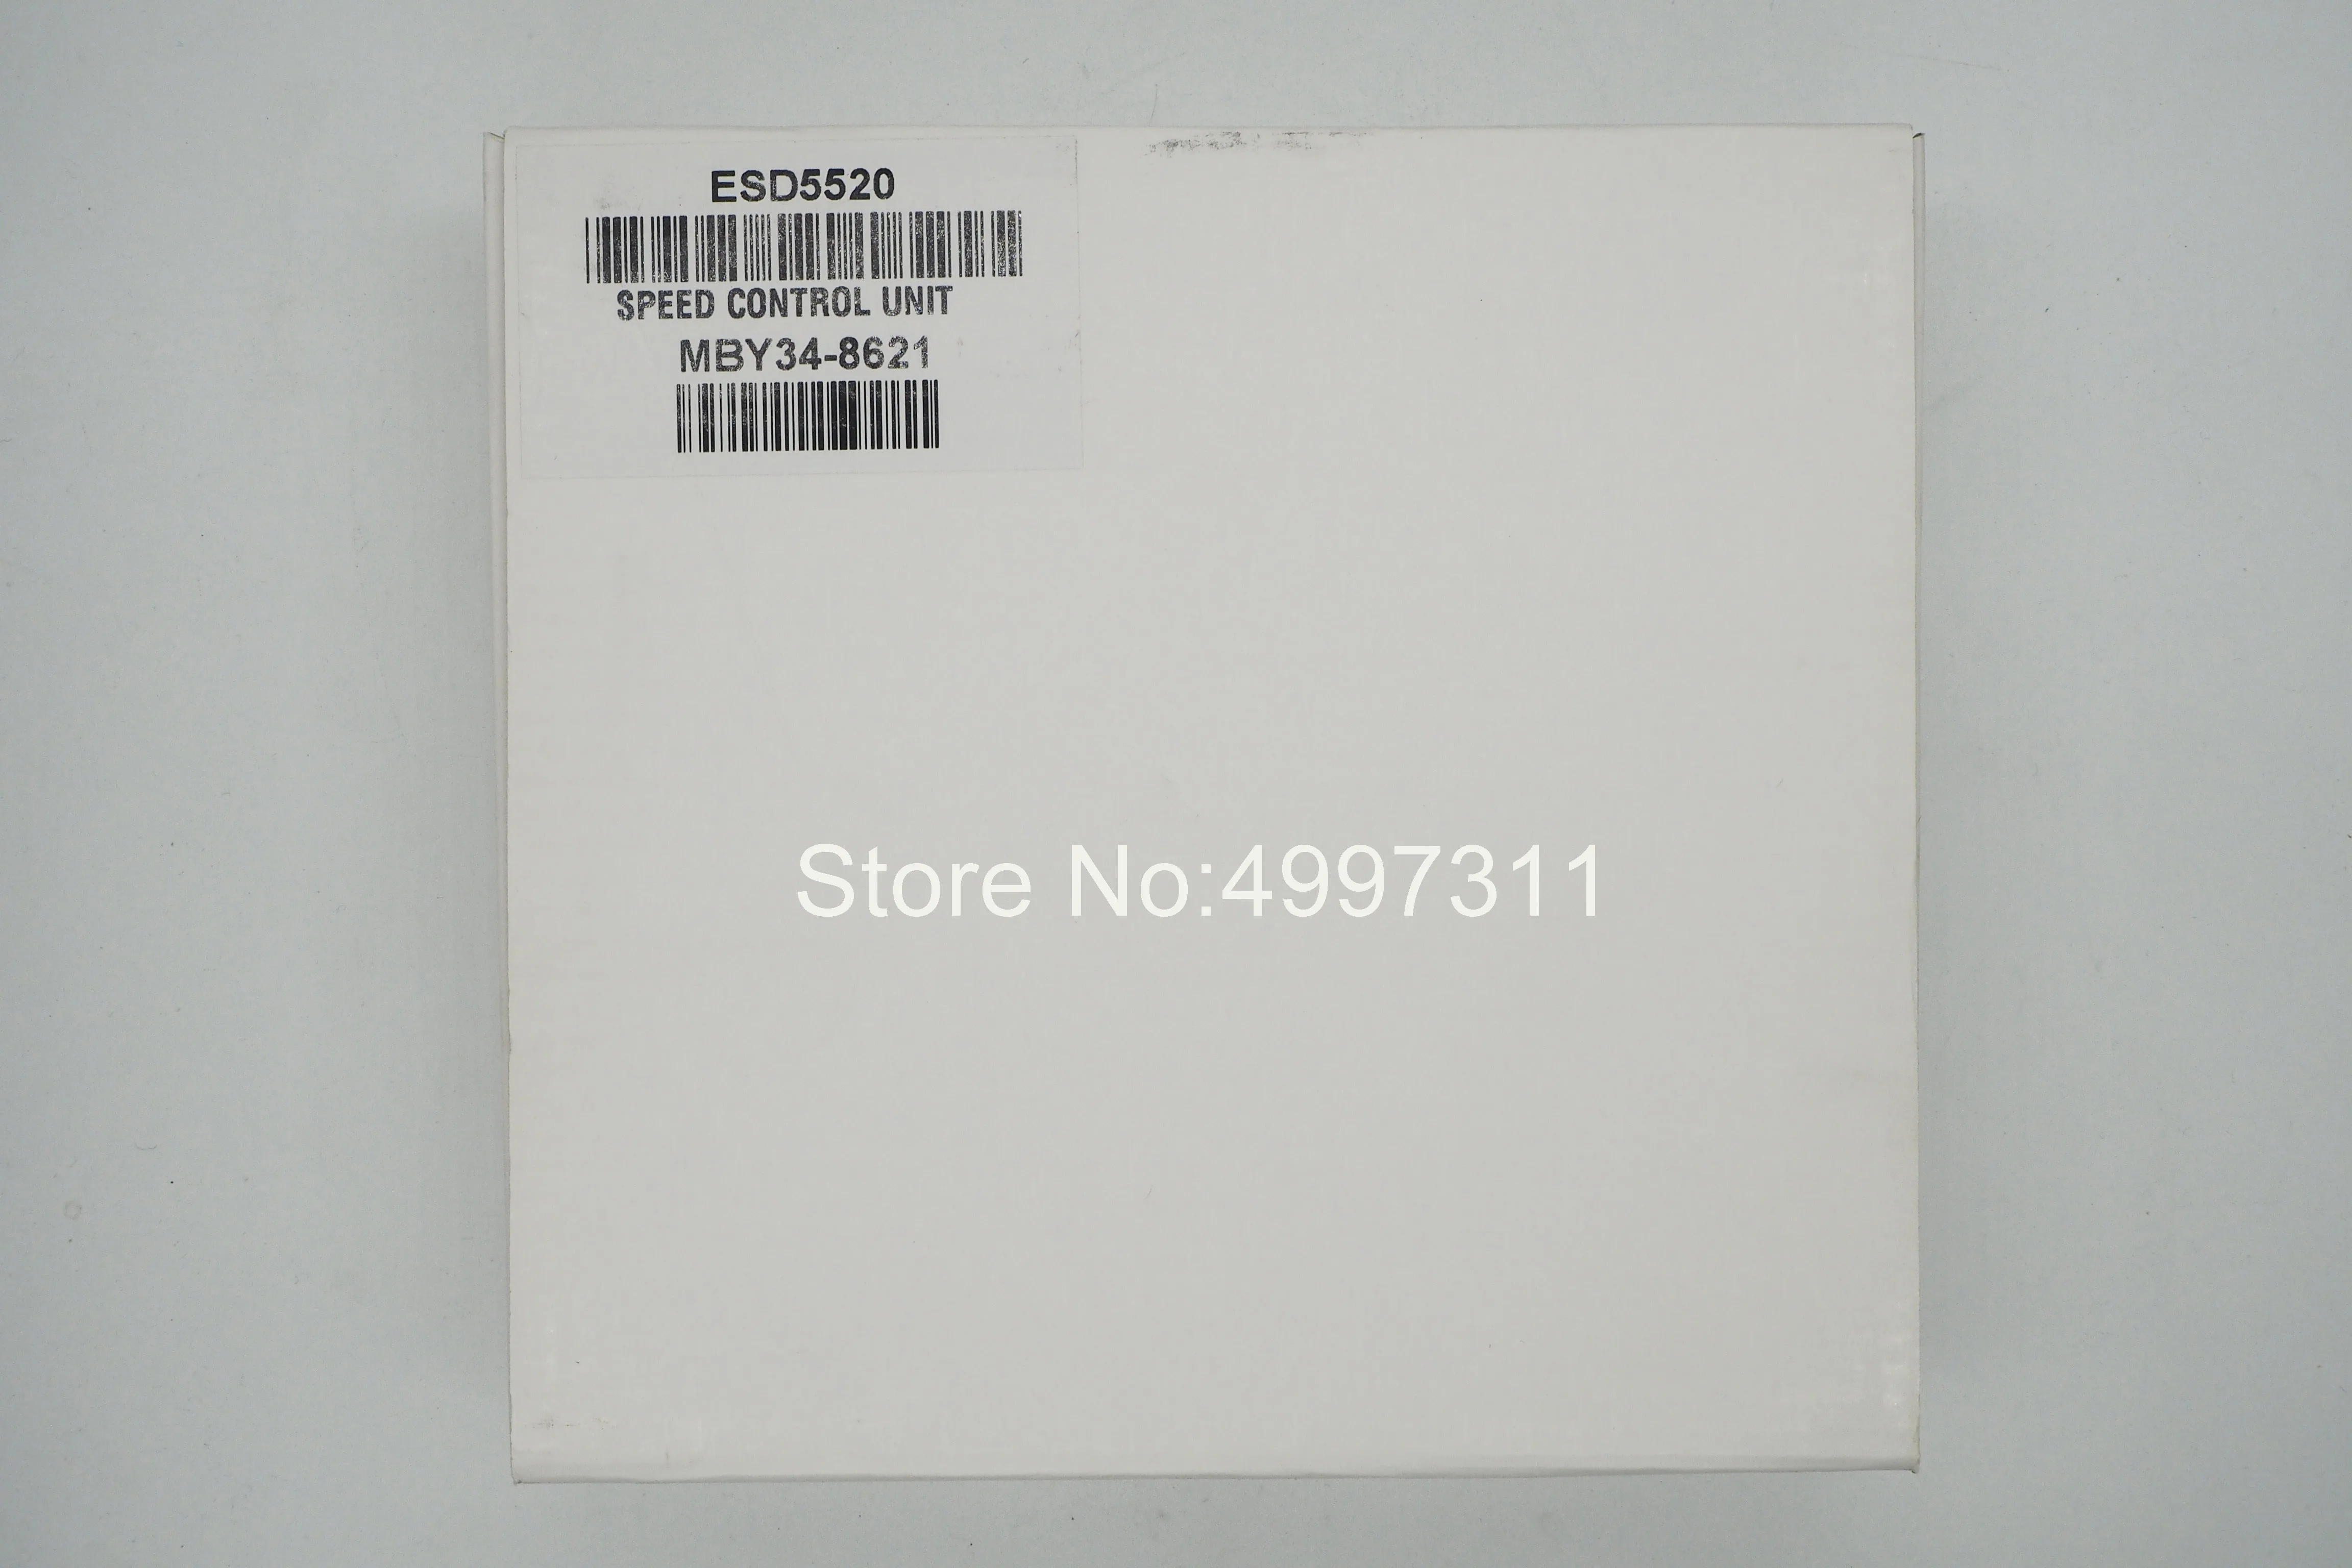 ESD5520
SPEED CONTROL UNIT
MBY34-8621
Store No:4997311